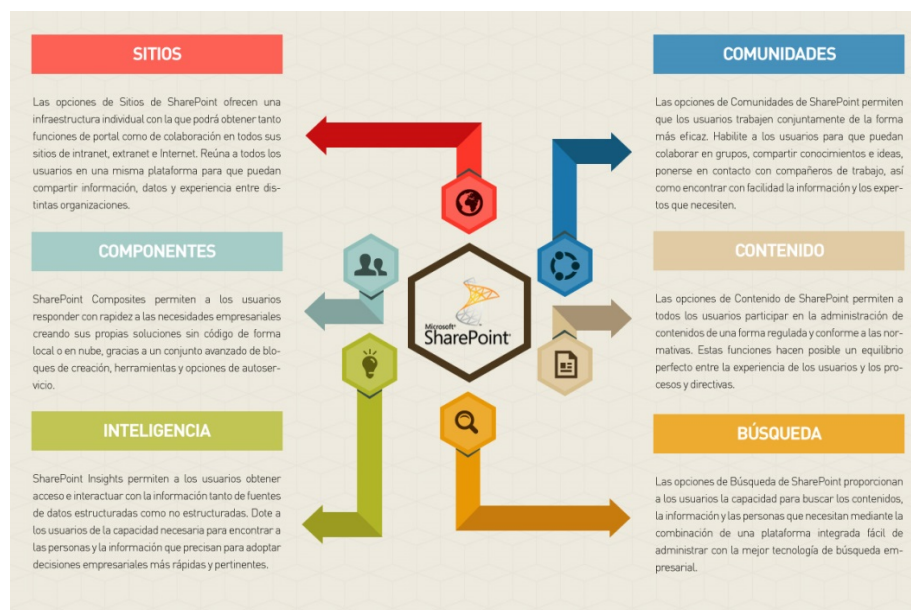 SITIOS
Las opciones de Sitios de SharePoint ofrecen una
infraestructura individual con la que podrá obtener tanto
funciones de portal como de colaboración en todos sus
sitios de intranet, extranet e Internet. Reúna a todos los
usuarios en una misma plataforma para que puedan
compartir información, datos y experiencia entre dis-
tintas organizaciones.
COMPONENTES
SharePoint Composites permiten a los usuarios
responder con rapidez a las necesidades empresariales
creando sus propias soluciones sin código de forma
local o en nube, gracias a un conjunto avanzado de blo-
ques de creación, herramientas y opciones de autoser-
vicio.
INTELIGENCIA
SharePoint Insights permiten a los usuarios obtener
acceso e interactuar con la información tanto de fuentes
de datos estructuradas como no estructuradas. Dote a
los usuarios de la capacidad necesaria para encontrar a
las personas y la información que precisan para adoptar
decisiones empresariales más rápidas y pertinentes.
Microsoft®
SharePoint®
COMUNIDADES
Las opciones de Comunidades de SharePoint permiten
que los usuarios trabajen conjuntamente de la forma
más eficaz. Habilite a los usuarios para que puedan
colaborar en grupos, compartir conocimientos e ideas,
ponerse en contacto con compañeros de trabajo, así
como encontrar con facilidad la información y los exper-
tos que necesiten.
CONTENIDO
Las opciones de Contenido de SharePoint permiten a
todos los usuarios participar en la administración de
contenidos de una forma regulada y conforme a las nor-
mativas. Estas funciones hacen posible un equilibrio
perfecto entre la experiencia de los usuarios y los pro-
cesos y directivas.
BÚSQUEDA
Las opciones de Búsqueda de SharePoint proporcionan
a los usuarios la capacidad para buscar los contenidos,
la información y las personas que necesitan mediante la
combinación de una plataforma integrada fácil de
administrar con la mejor tecnología de búsqueda em-
presarial.